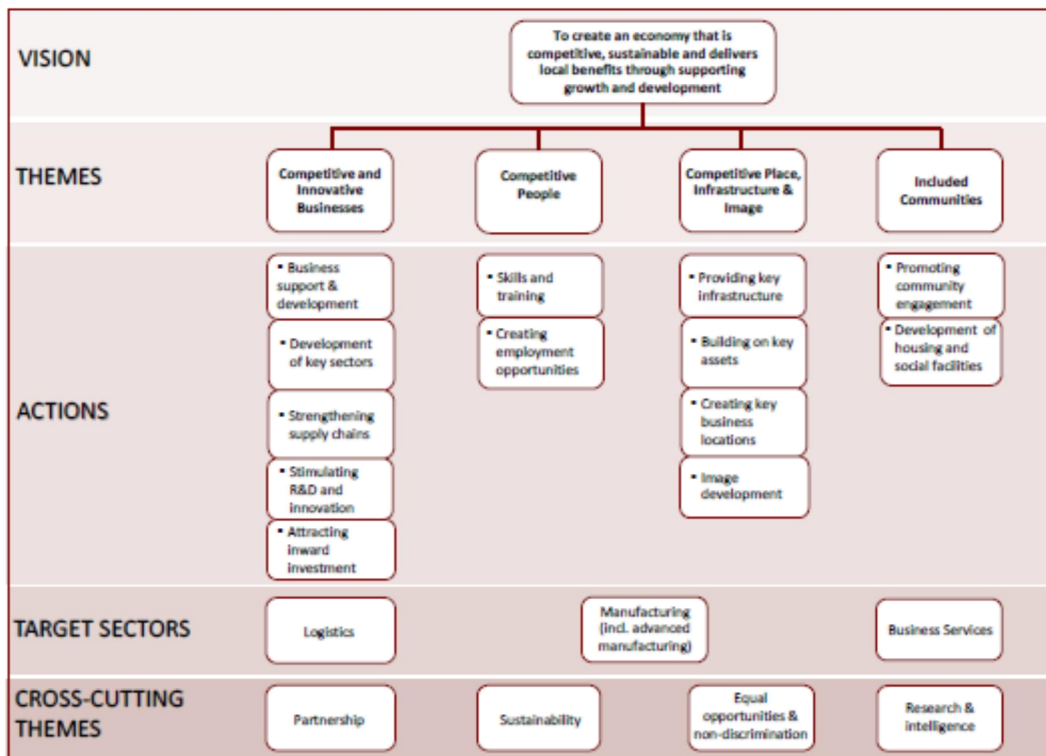 VISION
To create an economy that is
competitive, sustainable and delivers
local benefits through supporting
growth and development
THEMES
Competitive and
Innovative
Businesses
Competitive
People
Competitive Place,
Infrastructure &
Image
Included
Communities
ACTIONS
▪ Business
support &
development
▪ Development
of key sectors
▪ Strengthening
supply chains
▪ Stimulating
R&D and
innovation
▪ Attracting
inward
investment
▪ Skills and
training
▪ Creating
employment
opportunities
▪ Providing key
infrastructure
▪ Building on key
assets
▪ Creating key
business
locations
▪ Image
development
▪ Promoting
community
engagement
▪ Development of
housing and
social facilities
TARGET SECTORS
Logistics
Manufacturing
(incl. advanced
manufacturing)
Business Services
CROSS-CUTTING
THEMES
Partnership
Sustainability
Equal
opportunities &
non-discrimination
Research &
intelligence